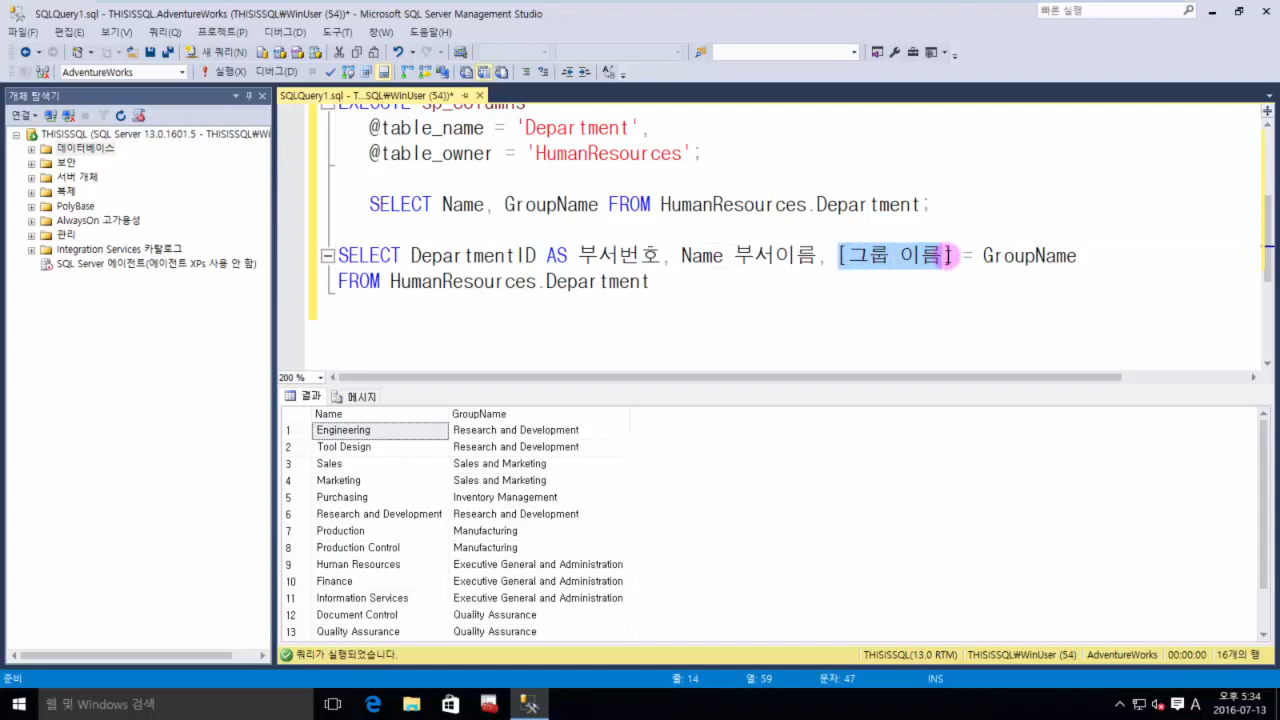 SQLQuery1.sql - THISISSQL.AdventureWorks (THISISSQL₩WinUser (54))* - Microsoft SQL Server Management Studio
빠른 실행
파일(F) 편집(E) 보기(V) 쿼리(Q) 프로젝트(P) 디버그(D) 도구(T) 창(W) 도움말(H)
새 쿼리(N)
AdventureWorks 실행(X) 디버그(D)
개체 탐색기
SQLQuery1.sql - T...SQL₩WinUser (54))*
연결
THISISSQL (SQL Server 13.0.1601.5 - THISISSQL₩WI
데이터베이스
보안
서버 개체
복제
PolyBase
AlwaysOn 고가용성
관리
Integration Services 카탈로그
SQL Server 에이전트(에이전트 XPs 사용 안 함)
EXECUTE sp_columns
@table_name = 'Department',
@table_owner = 'HumanResources';
SELECT Name, GroupName FROM HumanResources.Department;
SELECT DepartmentID AS 부서번호, Name 부서이름, [그룹 이름] = GroupName
FROM HumanResources.Department
200 %
결과 메시지
Name GroupName
1 Engineering Research and Development
2 Tool Design Research and Development
3 Sales Sales and Marketing
4 Marketing Sales and Marketing
5 Purchasing Inventory Management
6 Research and Development Research and Development
7 Production Manufacturing
8 Production Control Manufacturing
9 Human Resources Executive General and Administration
10 Finance Executive General and Administration
11 Information Services Executive General and Administration
12 Document Control Quality Assurance
13 Quality Assurance Quality Assurance
쿼리가 실행되었습니다. THISISSQL(13.0 RTM) THISISSQL₩WinUser (54) AdventureWorks 00:00:00 16개의 행
준비 줄: 14 열: 59 문자: 47 INS
웹 및 Windows 검색
A 오후 5:34
2016-07-13